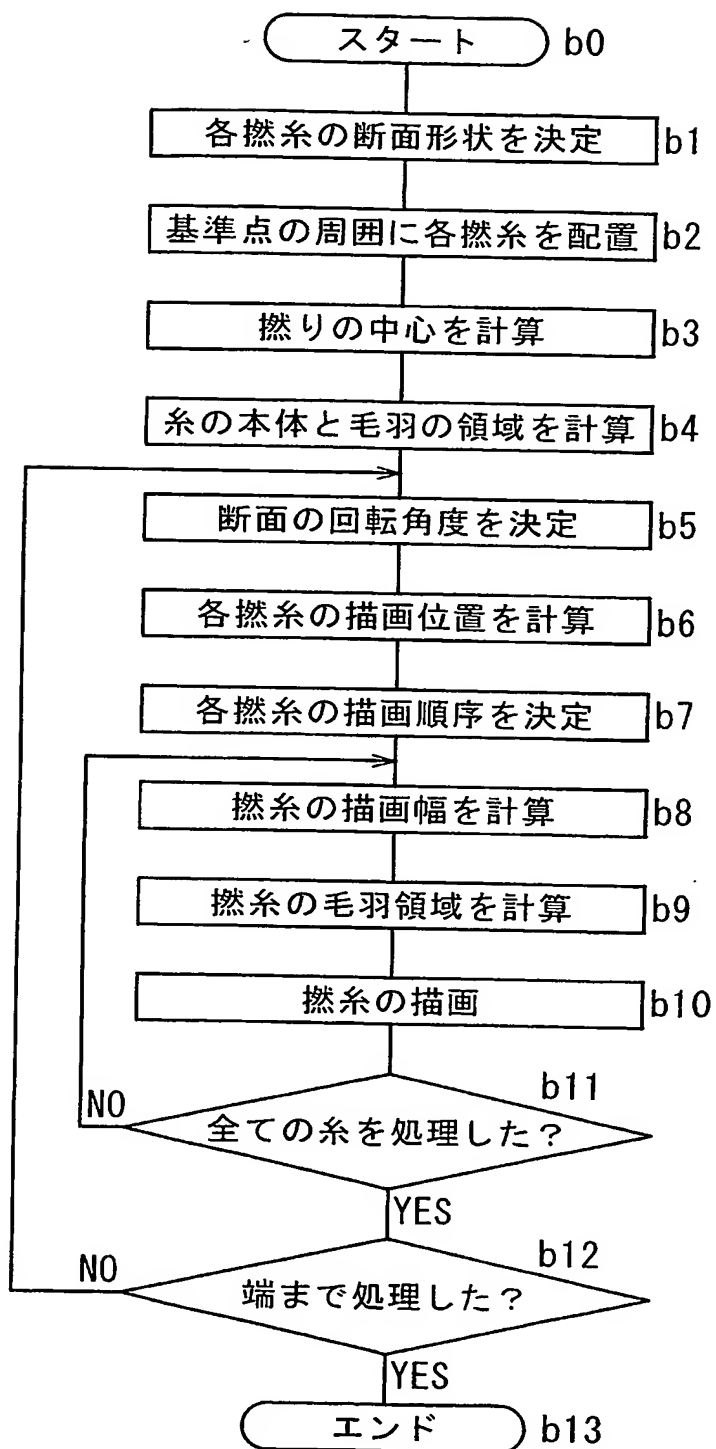 スタート b0
各撚糸の断面形状を決定 b1
基準点の周囲に各撚糸を配置 b2
撚りの中心を計算 b3
糸の本体と毛羽の領域を計算 b4
断面の回転角度を決定 b5
各撚糸の描画位置を計算 b6
各撚糸の描画順序を決定 b7
撚糸の描画幅を計算 b8
撚糸の毛羽領域を計算 b9
撚糸の描画 b10
b11
NO
全ての糸を処理した?
YES
b12
NO
端まで処理した?
YES
エンド b13